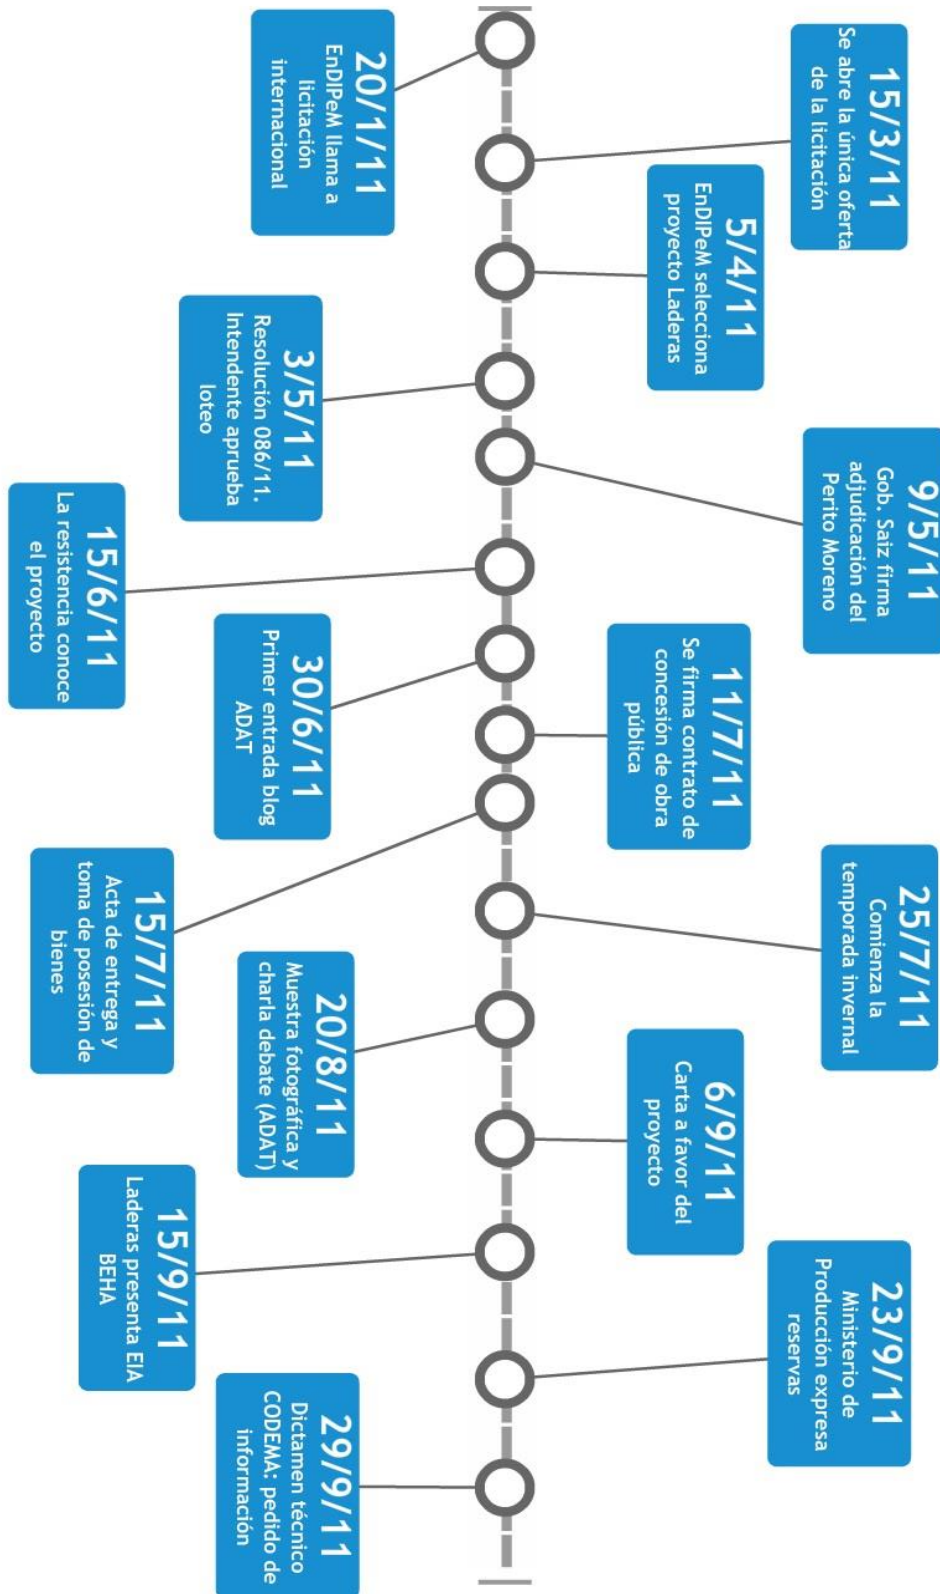 20/1/11
EnDIPeM llama a
licitación
internacional
15/3/11
Se abre la única oferta
de la licitación
5/4/11
EnDIPeM selecciona
proyecto Laderas
3/5/11
Resolución 086/11.
Intendente aprueba
loteo
9/5/11
Gob. Saiz firma
adjudicación del
Perito Moreno
15/6/11
La resistencia conoce
el proyecto
30/6/11
Primer entrada blog
ADAT
11/7/11
Se firma contrato de
concesión de obra
pública
15/7/11
Acta de entrega y
toma de posesión de
bienes
25/7/11
Comienza la
temporada invernal
20/8/11
Muestra fotográfica y
charla debate (ADAT)
6/9/11
Carta a favor del
proyecto
15/9/11
Laderas presenta EIA
BEHA
23/9/11
Ministerio de
Producción expresa
reservas
29/9/11
Dictamen técnico
CODEMA: pedido de
información